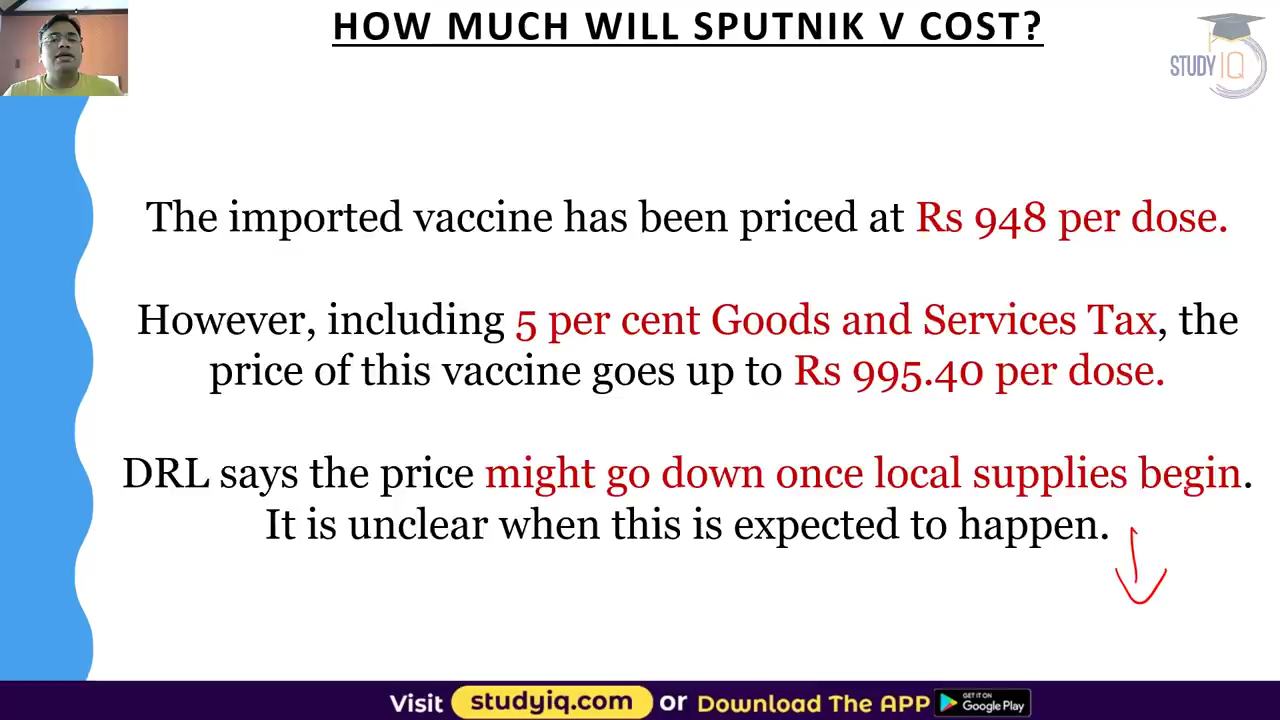 HOW MUCH WILL SPUTNIK V COST?
STUDY IQ
The imported vaccine has been priced at Rs 948 per dose.
However, including 5 per cent Goods and Services Tax, the
price of this vaccine goes up to Rs 995.40 per dose.
DRL says the price might go down once local supplies begin.
It is unclear when this is expected to happen.
Visit studyiq.com or Download The APP GET IT ON Google Play